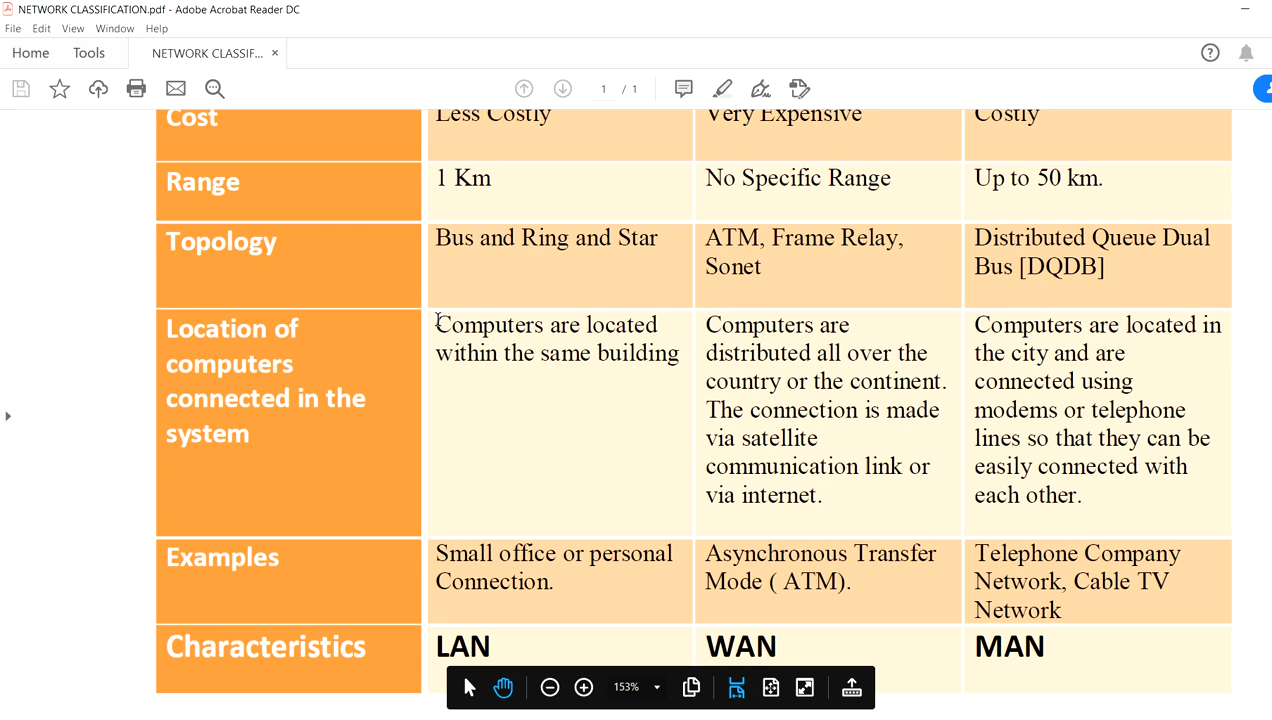 NETWORK CLASSIFICATION.pdf - Adobe Acrobat Reader DC
File Edit View Window Help
Home Tools NETWORK CLASSIF... ×
1 / 1
Cost Less Costly Very Expensive Costly
Range 1 Km No Specific Range Up to 50 km.
Topology
Bus and Ring and Star
ATM, Frame Relay,
Sonet
Distributed Queue Dual
Bus [DQDB]
Location of
computers
connected in the
system
Computers are located
within the same building
Computers are
distributed all over the
country or the continent.
The connection is made
via satellite
communication link or
via internet.
Computers are located in
the city and are
connected using
modems or telephone
lines so that they can be
easily connected with
each other.
Examples
Small office or personal
Connection.
Asynchronous Transfer
Mode ( ATM).
Telephone Company
Network, Cable TV
Network
Characteristics LAN WAN MAN
153%